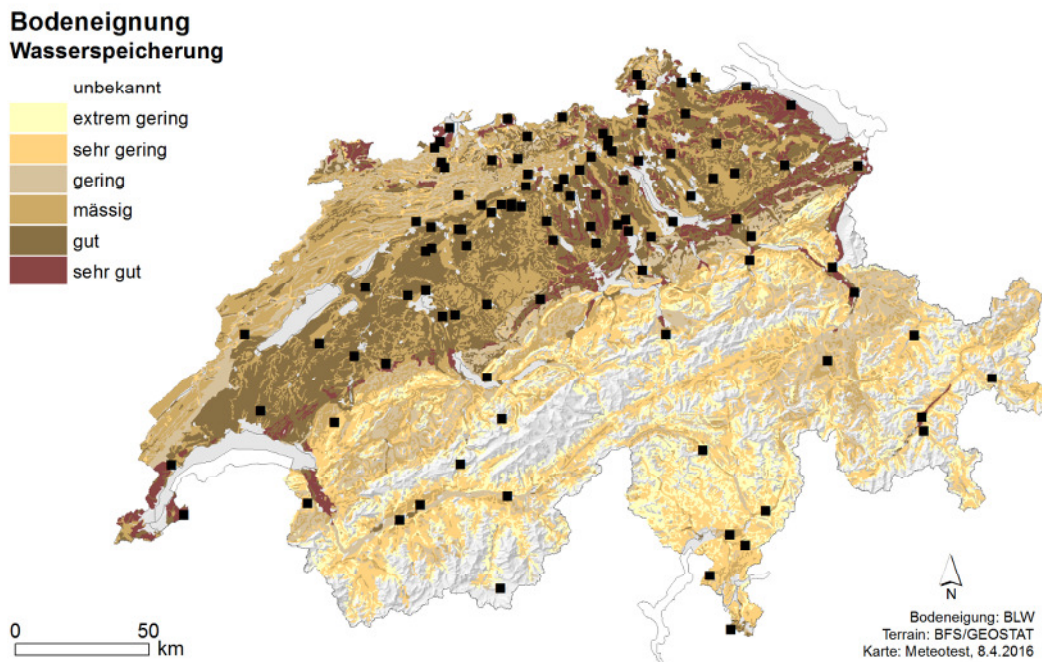 Bodeneignung
Wasserspeicherung
unbekannt
extrem gering
sehr gering
gering
mässig
gut
sehr gut
0 50
km
N
Bodeneigung: BLW
Terrain: BFS/GEOSTAT
Karte: Meteotest, 8.4.2016